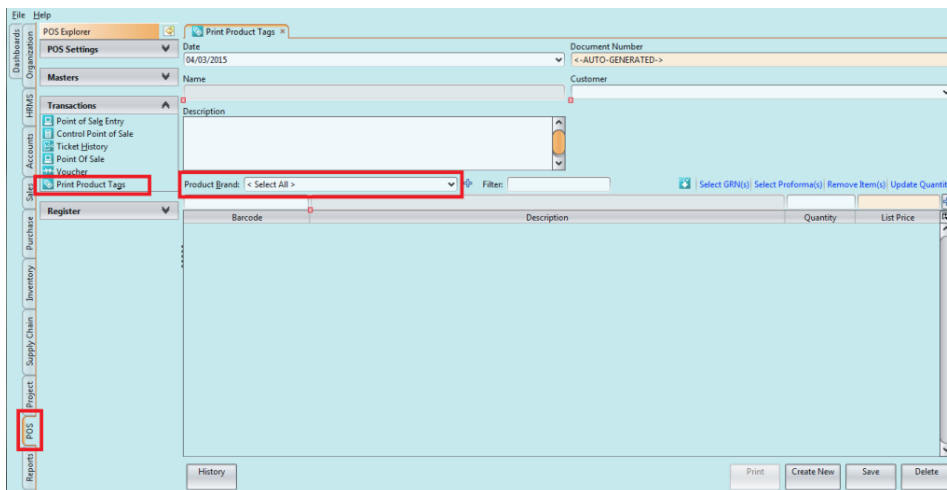 File Help
Dashboards
Organization
HRMS
Accounts
Sales
Purchase
Inventory
Supply Chain
Project
POS
Reports
POS Explorer
POS Settings
Masters
Transactions
Point of Sale Entry
Control Point of Sale
Ticket History
Point Of Sale
Voucher
Print Product Tags
Register
Print Product Tags
Date
Document Number
04/03/2015
<-AUTO-GENERATED->
Name
Customer
Description
Product Brand: < Select All > Filter: Select GRN(s) Select Proforma(s) Remove Item(s) Update Quantit
Barcode Description Quantity List Price
History Print Create New Save Delete